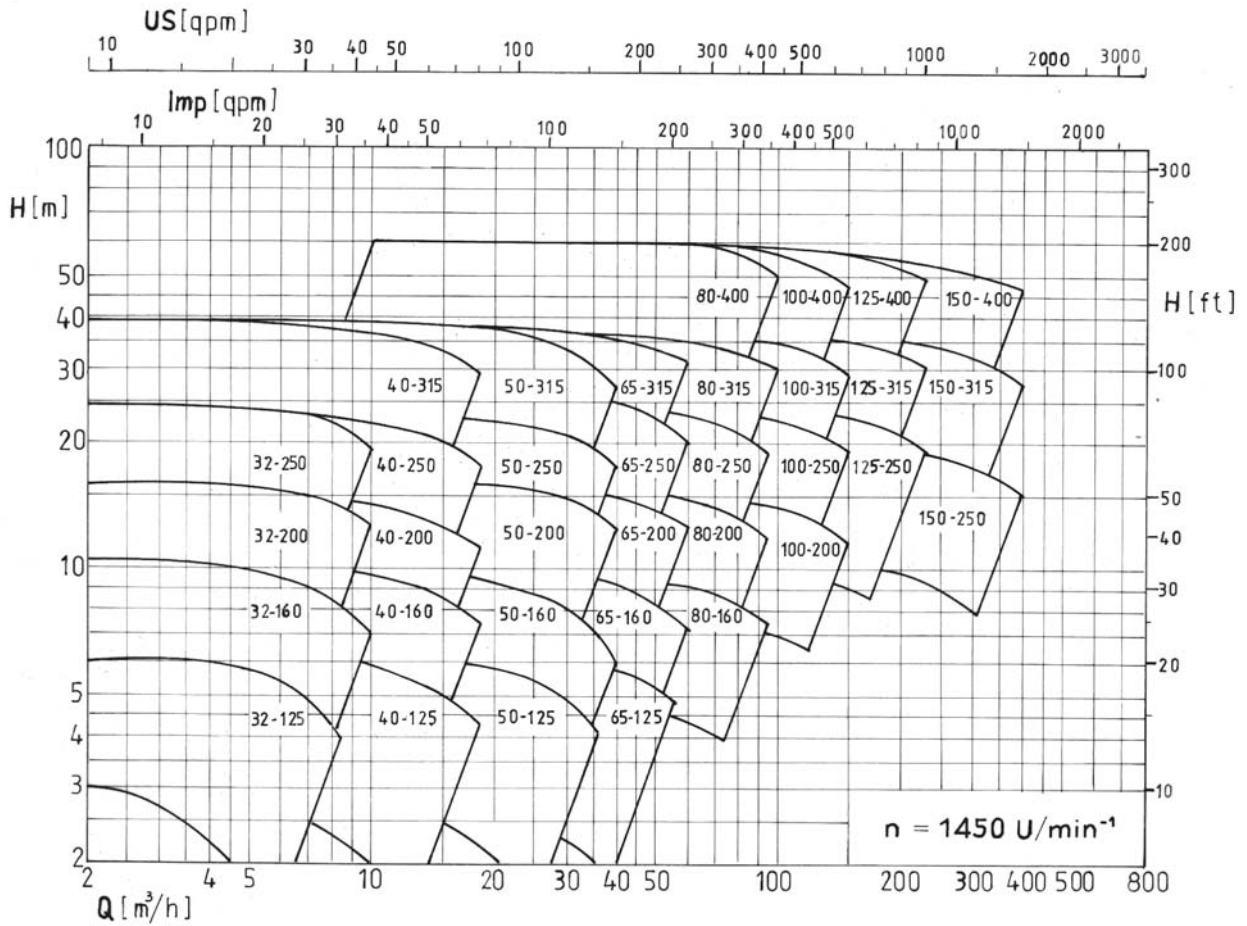 US [qpm]
10 30 40 50 100 200 300 400 500 1000 2000 3000
Imp [qpm]
10 20 30 40 50 100 200 300 400 500 1000 2000
100 300
H [m]
200
50 80-400 100-400 125-400 150-400 H [ft]
40
30 40-315 50-315 65-315 80-315 100-315 125-315 150-315 100
20
32-250 40-250 50-250 65-250 80-250 100-250 125-250
50
150-250
32-200 40-200 50-200 65-200 80-200 100-200 40
10
30
32-160 40-160 50-160 65-160 80-160
20
5
32-125 40-125 50-125 65-125
4
3 10
n = 1450 U/min⁻¹
2
2 4 5 10 20 30 40 50 100 200 300 400 500 800
Q [m³/h]